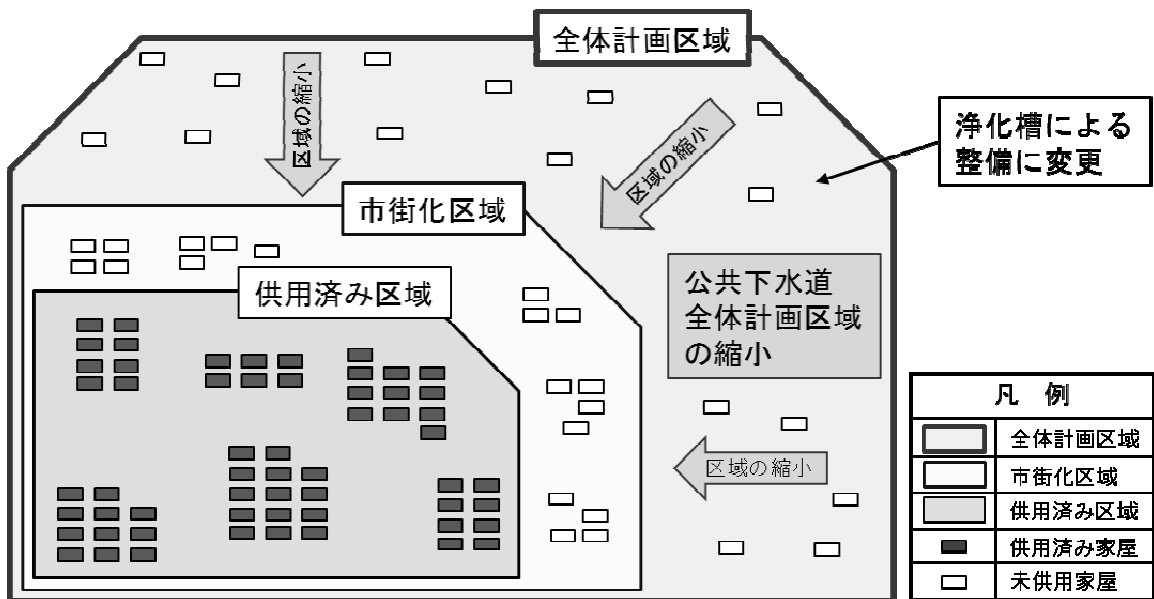 全体計画区域
区域の縮小
区域の縮小
浄化槽による
整備に変更
市街化区域
供用済み区域
公共下水道
全体計画区域
の縮小
区域の縮小
凡 例
全体計画区域
市街化区域
供用済み区域
供用済み家屋
未供用家屋